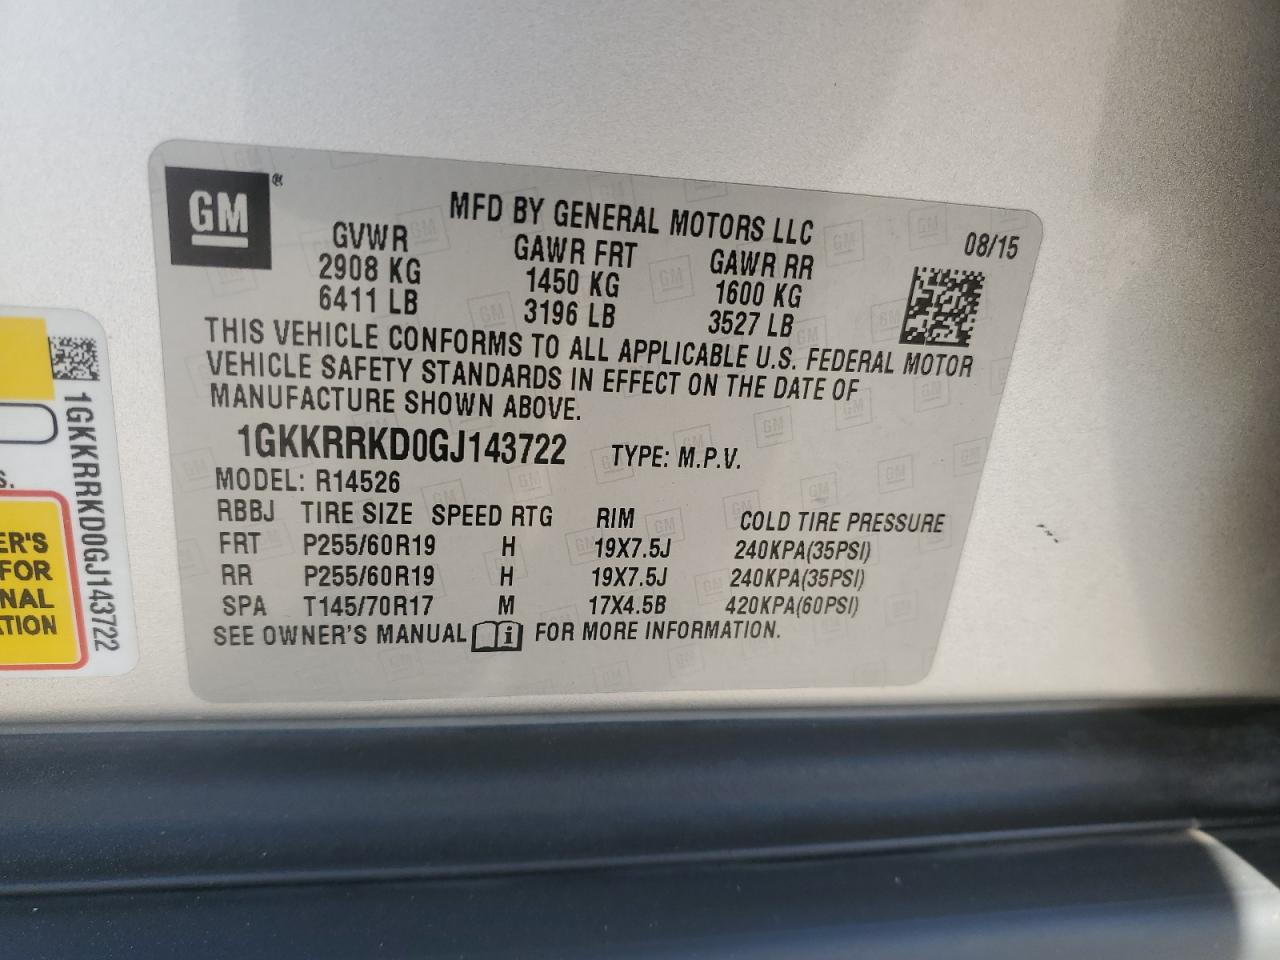 GM®
MFD BY GENERAL MOTORS LLC
08/15
GVWR GAWR FRT GAWR RR
2908 KG 1450 KG 1600 KG
6411 LB 3196 LB 3527 LB
THIS VEHICLE CONFORMS TO ALL APPLICABLE U.S. FEDERAL MOTOR
VEHICLE SAFETY STANDARDS IN EFFECT ON THE DATE OF
MANUFACTURE SHOWN ABOVE.
1GKKRRKD0GJ143722 TYPE: M.P.V.
MODEL: R14526
RBBJ TIRE SIZE SPEED RTG RIM COLD TIRE PRESSURE
FRT P255/60R19 H 19X7.5J 240KPA(35PSI)
RR P255/60R19 H 19X7.5J 240KPA(35PSI)
SPA T145/70R17 M 17X4.5B 420KPA(60PSI)
SEE OWNER'S MANUAL i FOR MORE INFORMATION.
1GKKRRKD0GJ143722
S.
ER'S
FOR
NAL
TION